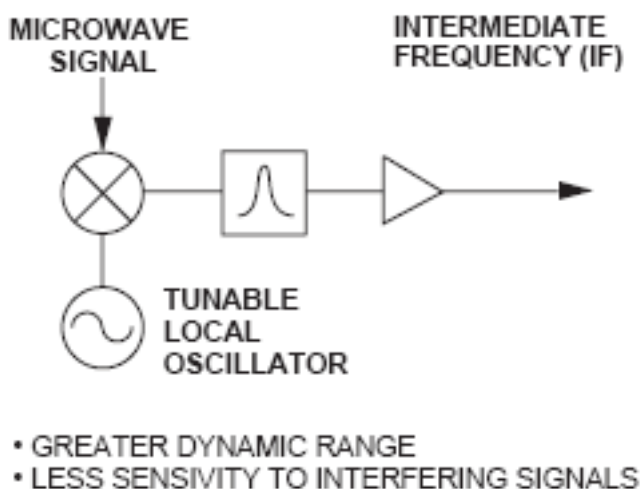 MICROWAVE
SIGNAL
INTERMEDIATE
FREQUENCY (IF)
TUNABLE
LOCAL
OSCILLATOR
• GREATER DYNAMIC RANGE
• LESS SENSIVITY TO INTERFERING SIGNALS